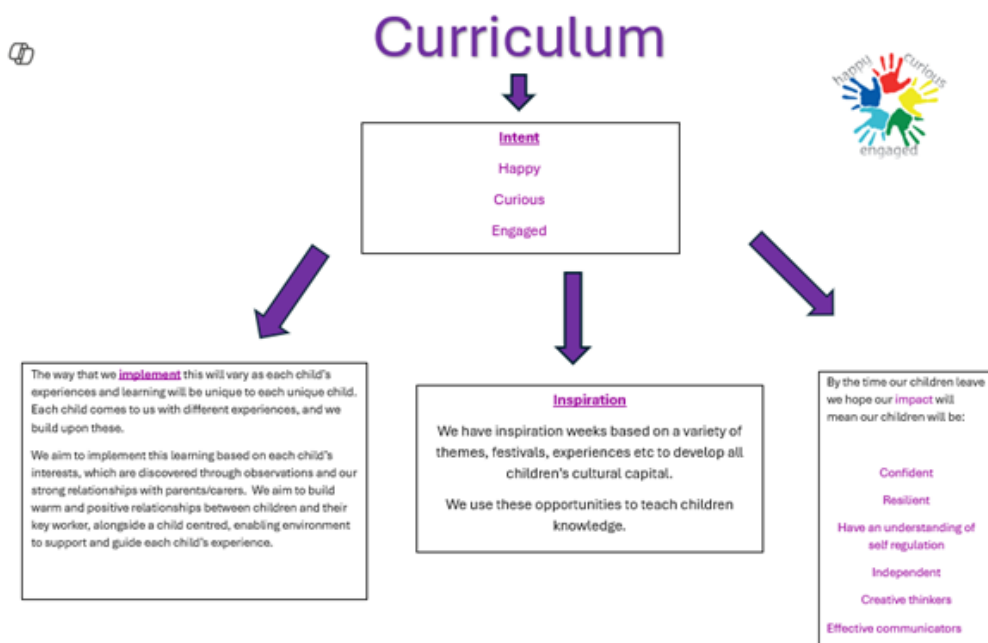 Curriculum
happy
curious
engaged
Intent
Happy
Curious
Engaged
The way that we implement this will vary as each child's
experiences and learning will be unique to each unique child.
Each child comes to us with different experiences, and we
build upon these.
We aim to implement this learning based on each child's
interests, which are discovered through observations and our
strong relationships with parents/carers. We aim to build
warm and positive relationships between children and their
key worker, alongside a child centred, enabling environment
to support and guide each child's experience.
Inspiration
We have inspiration weeks based on a variety of
themes, festivals, experiences etc to develop all
children's cultural capital.
We use these opportunities to teach children
knowledge.
By the time our children leave
we hope our impact will
mean our children will be:
Confident
Resilient
Have an understanding of
self regulation
Independent
Creative thinkers
Effective communicators